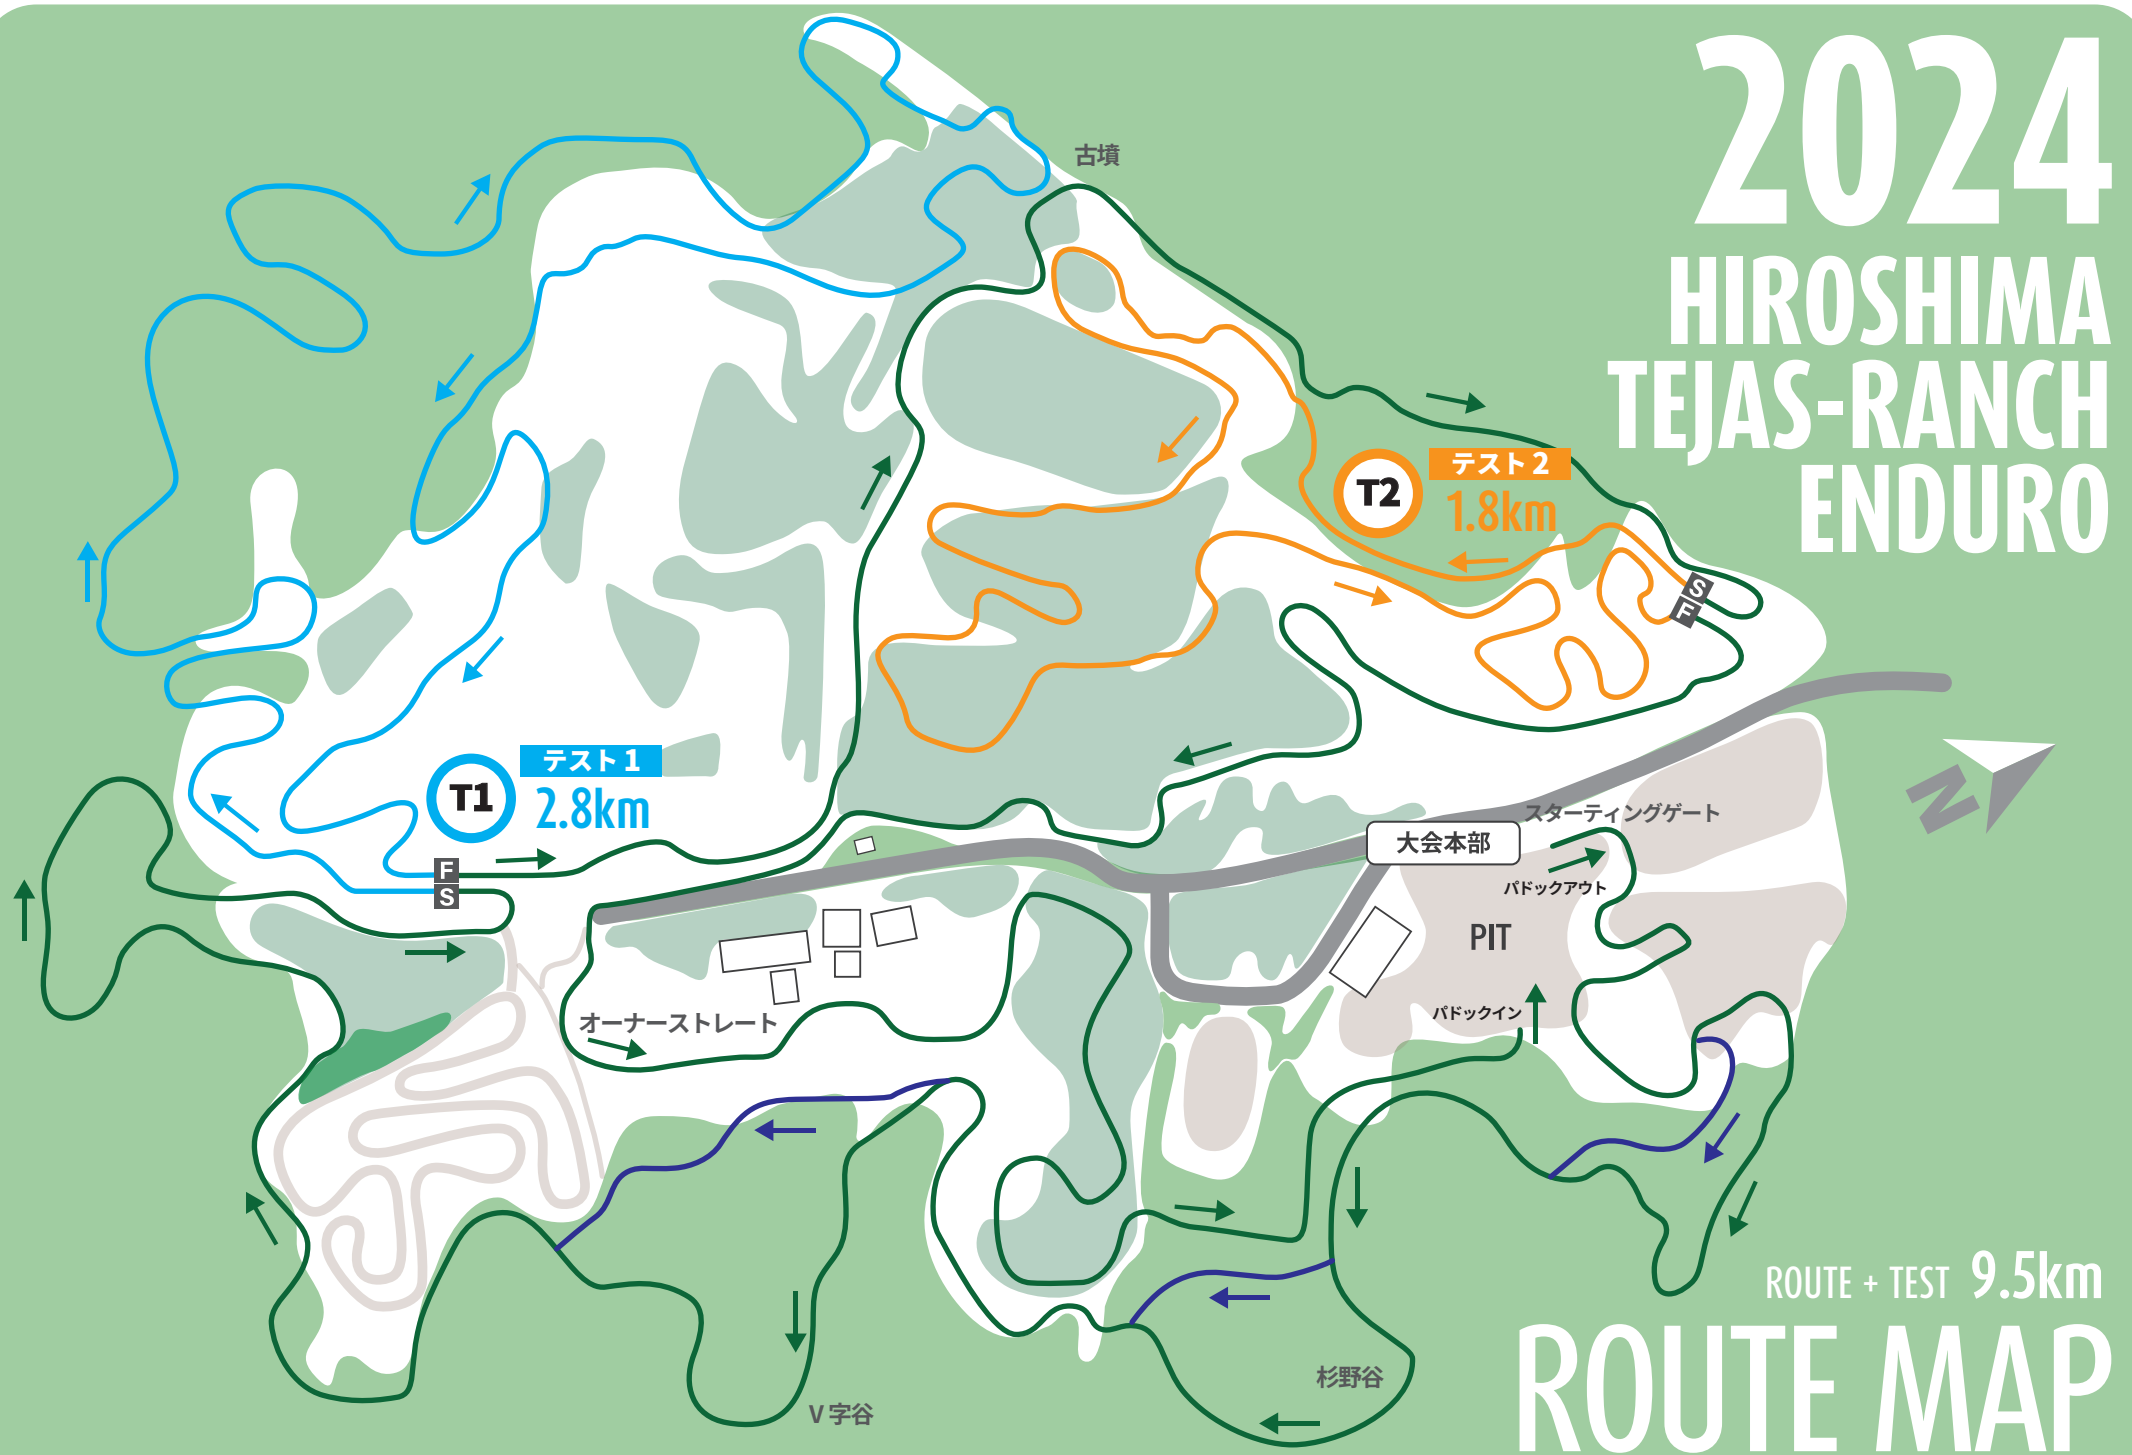 2024
HIROSHIMA
TEJAS-RANCH
ENDURO
古墳
T2
テスト2
1.8km
S
F
T1
テスト1
2.8km
F
S
N
スターティングゲート
大会本部
パドックアウト
PIT
パドックイン
オーナーストレート
ROUTE + TEST 9.5km
ROUTE MAP
杉野谷
V字谷